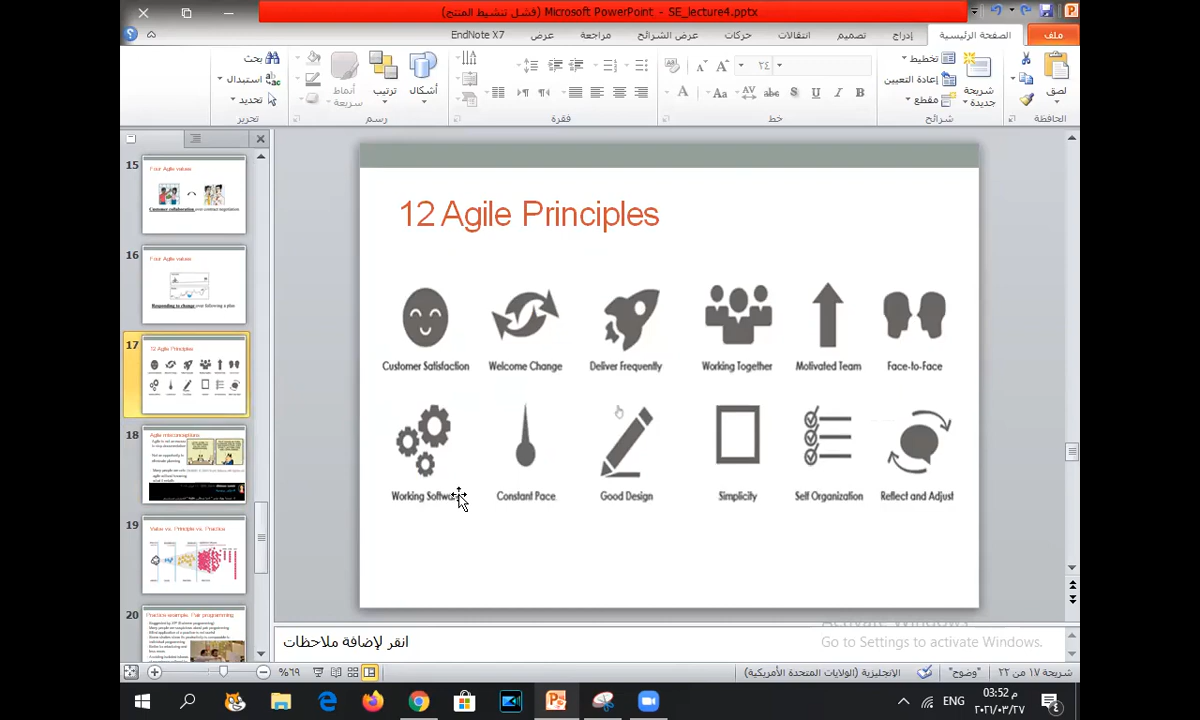 SE_lecture4.pptx - Microsoft PowerPoint (فشل تنشيط المنتج)
ملف
الصفحة الرئيسية
إدراج
تصميم
انتقالات
حركات
عرض الشرائح
مراجعة
عرض
EndNote X7
لصق
الحافظة
شريحة جديدة
تخطيط
إعادة التعيين
مقطع
شرائح
٢٤
خط
فقرة
أشكال
ترتيب
أنماط سريعة
رسم
بحث
استبدال
تحديد
تحرير
15
Four Agile values
Customer collaboration over contract negotiation
16
Four Agile values
Responding to change over following a plan
17
12 Agile Principles
18
Agile misconceptions
19
Value vs. Principle vs. Practice
20
Practice example: Pair programming
12 Agile Principles
Customer Satisfaction
Welcome Change
Deliver Frequently
Working Together
Motivated Team
Face-to-Face
Working Software
Constant Pace
Good Design
Simplicity
Self Organization
Reflect and Adjust
انقر لإضافة ملاحظات
Activate Windows
Go to Settings to activate Windows.
شريحة ١٧ من ٢٢
"وضوح"
الإنجليزية (الولايات المتحدة الأمريكية)
%٦٩
ENG
03:52 م
٢٠٢١/٠٣/٢٧